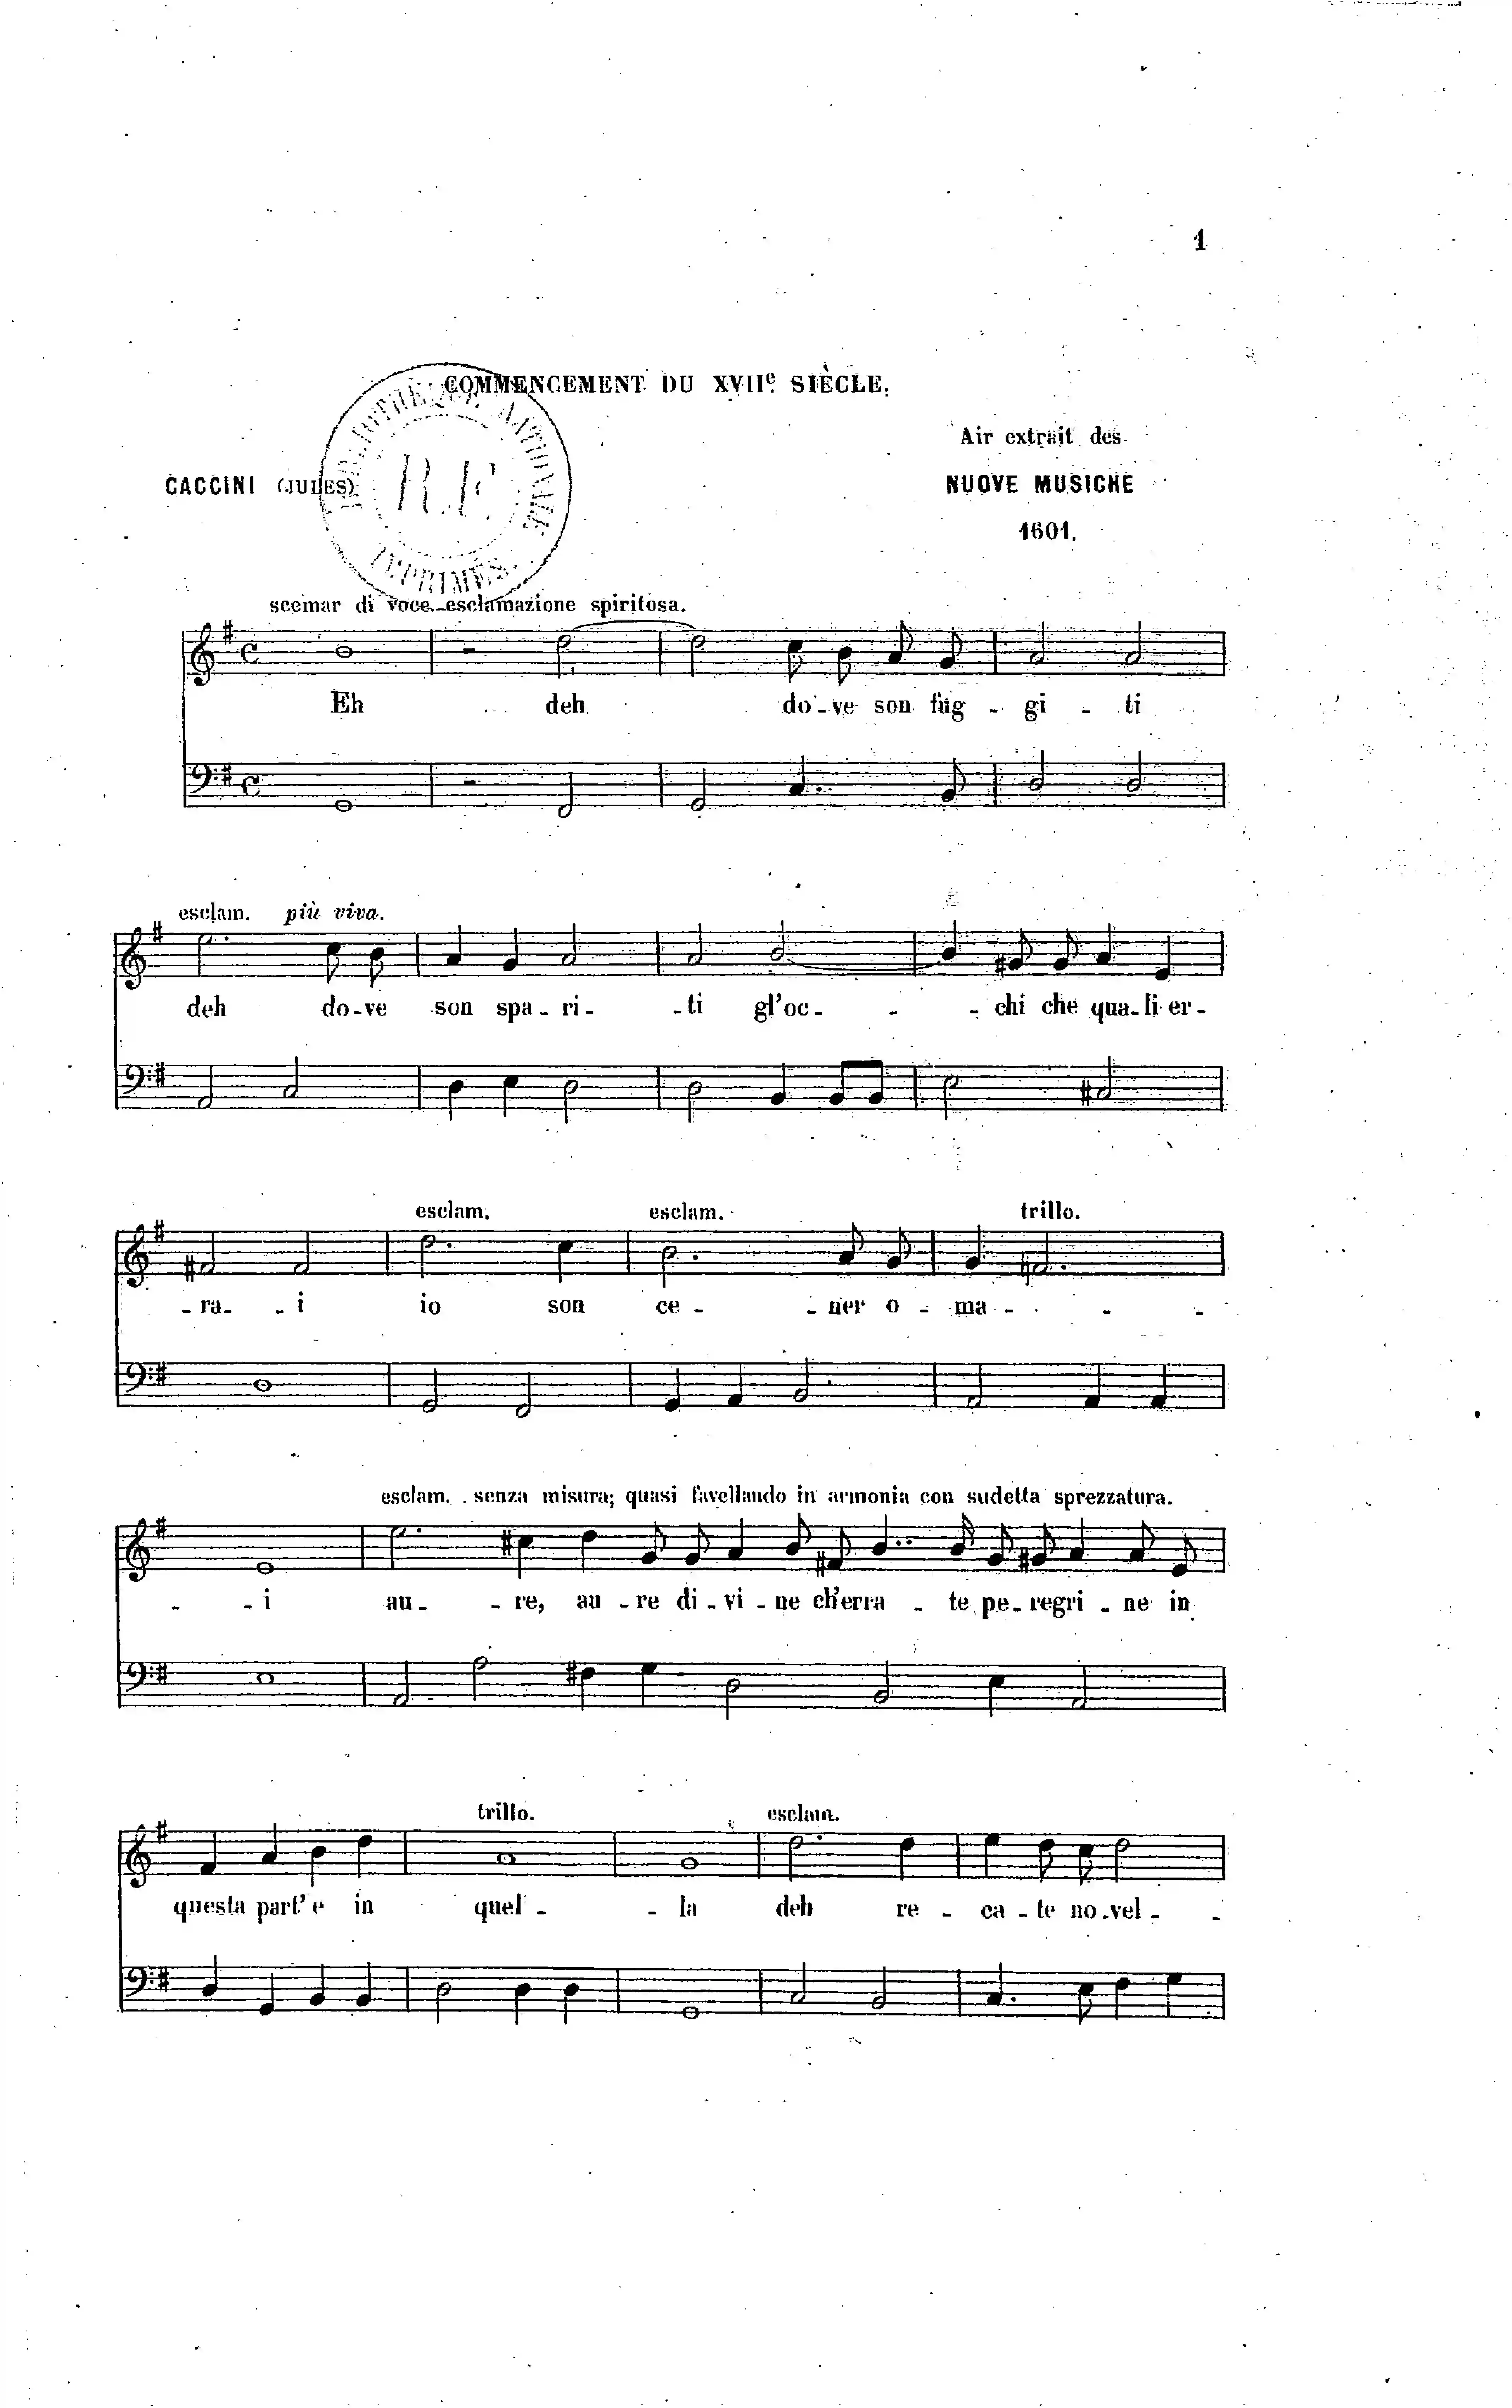 1
COMMENCEMENT DU XVIIe SIÈCLE.
Air extrait des
CACCINI (JULES)
NUOVE MUSICHE
1601.
BIBLIOTHÈQUE NATIONALE
R.F.
IMPRIMÉS.
scemar di voce. esclamazione spiritosa.
Eh deh do-ve son fug-gi-ti
esclam. più viva.
deh do-ve son spa-ri--ti gl'oc---chi che qua-li er-
esclam. esclam. trillo.
-ra--i io son ce--ner o-ma---
esclam. senza misura; quasi favellando in armonia con sudetta sprezzatura.
--i au--re, au-re di-vi-ne ch'erra-te pe-regri-ne in
trillo. esclam.
questa part' e in quel--la deh re-ca-te no-vel--